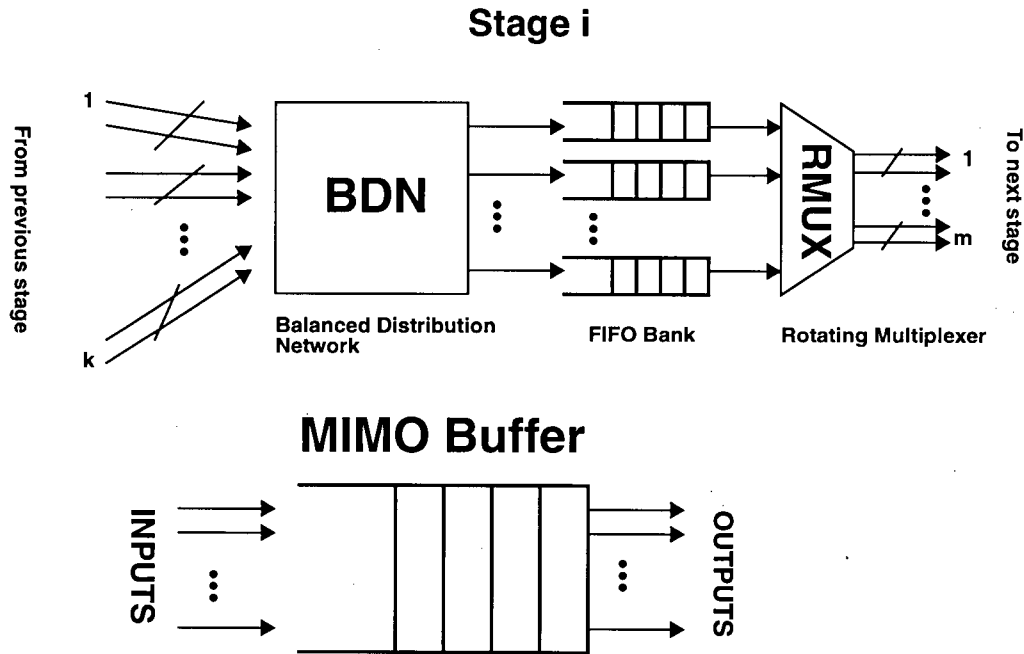 Stage i
From previous stage
1
k
BDN
Balanced Distribution
Network
FIFO Bank
RMUX
Rotating Multiplexer
1
m
To next stage
MIMO Buffer
INPUTS
OUTPUTS